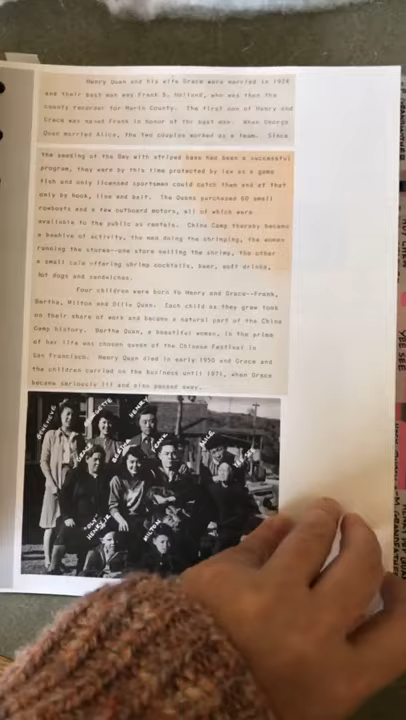 Henry Quan and his wife Grace were married in 1924
and their best man was Frank S. Holland, who was then the
county recorder for Marin County. The first son of Henry and
Grace was named Frank in honor of the best man. When George
Quan married Alice, the two couples worked as a team. Since
the seeding of the Bay with striped bass had been a successful
program, they were by this time protected by law as a game
fish and only licensed sportsmen could catch them and at that
only by hook, line and bait. The Quans purchased 60 small
rowboats and a few outboard motors, all of which were
available to the public as rentals. China Camp thereby became
a beehive of activity, the men doing the shrimping, the women
running the stores—one store selling the shrimp, the other
a small cafe offering shrimp cocktails, beer, soft drinks,
hot dogs and sandwiches.
Four children were born to Henry and Grace--Frank,
Bertha, Milton and Ollie Quan. Each child as they grew took
on their share of work and became a natural part of the China
Camp history. Bertha Quan, a beautiful woman, in the prime
of her life was chosen queen of the Chinese Festival in
San Francisco. Henry Quan died in early 1950 and Grace and
the children carried on the business until 1971, when Grace
became seriously ill and also passed away.
GENEVIEVE
GRACE
HENRY
FRANK
MILTON
YEE SEE